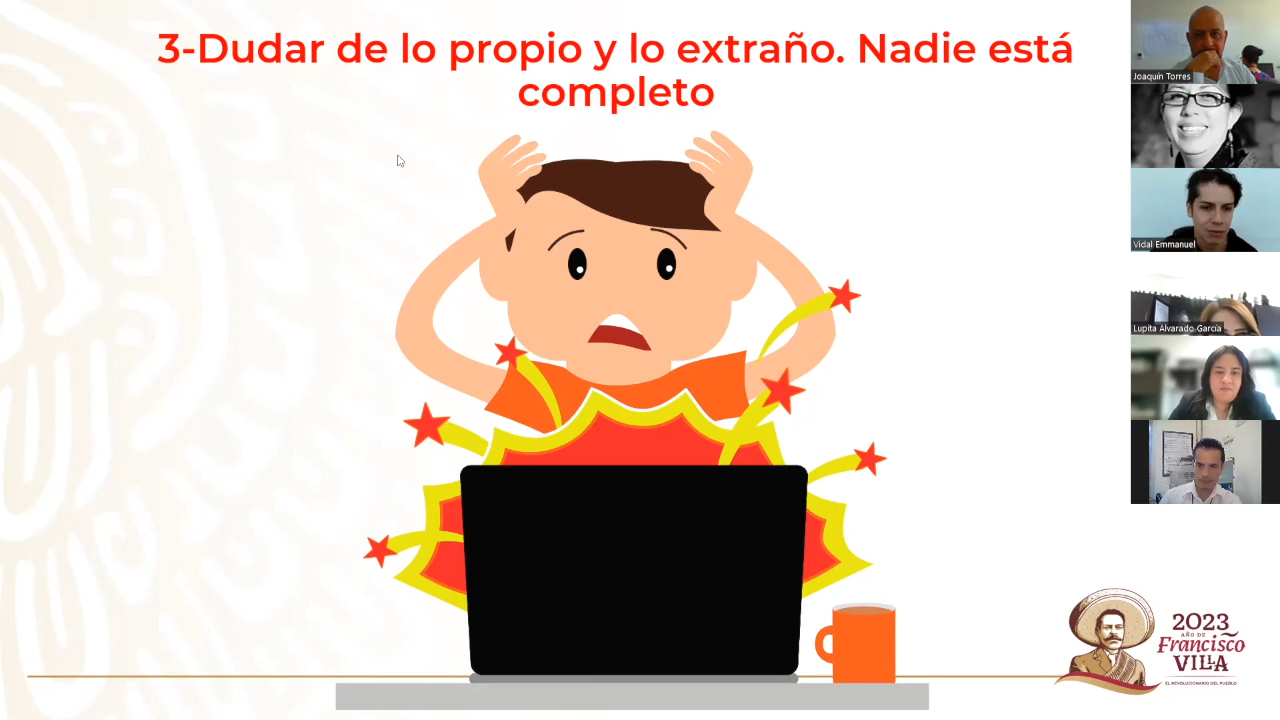 3-Dudar de lo propio y lo extraño. Nadie está
completo
Joaquín Torres
Vidal Emmanuel
Lupita Alvarado García
2023
AÑO DE
Francisco
VILLA
EL REVOLUCIONARIO DEL PUEBLO